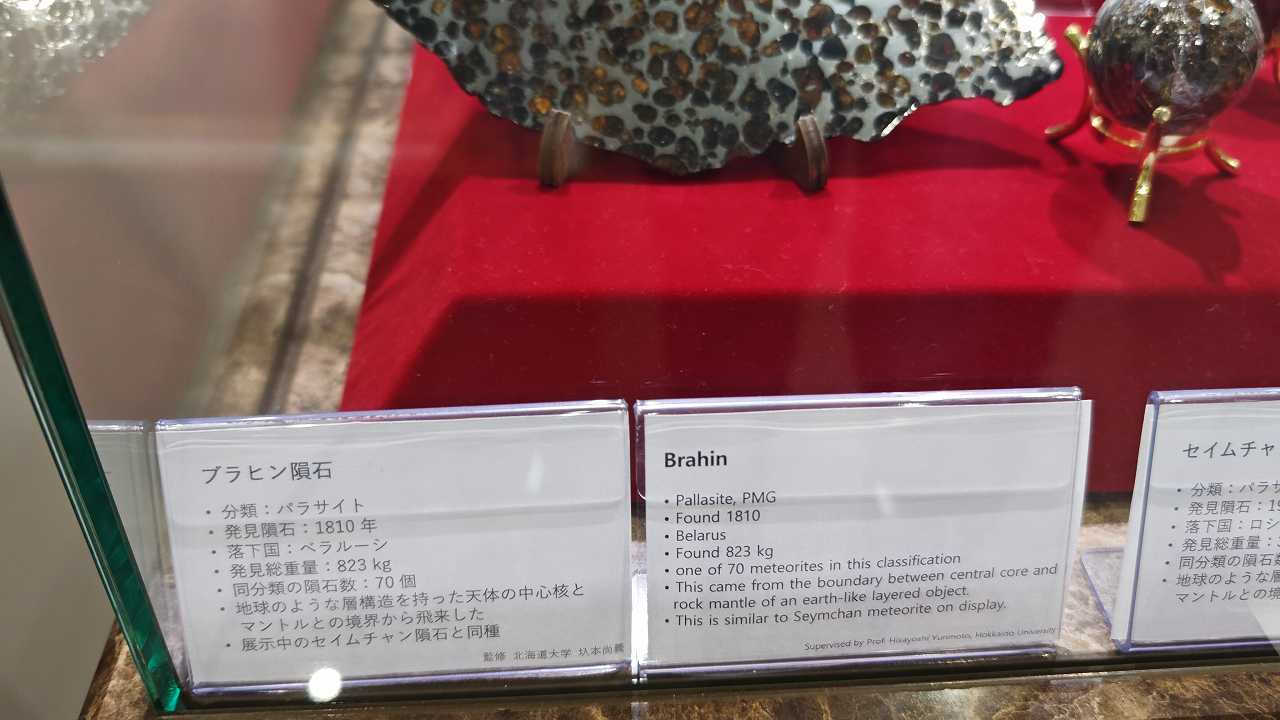 ブラヒン隕石
• 分類：パラサイト
• 発見隕石：1810 年
• 落下国：ベラルーシ
• 発見総重量：823 kg
• 同分類の隕石数：70 個
• 地球のような層構造を持った天体の中心核と
マントルとの境界から飛来した
• 展示中のセイムチャン隕石と同種
監修 北海道大学 圦本尚義
Brahin
• Pallasite, PMG
• Found 1810
• Belarus
• Found 823 kg
• one of 70 meteorites in this classification
• This came from the boundary between central core and
rock mantle of an earth-like layered object.
• This is similar to Seymchan meteorite on display.
Supervised by Prof. Hisayoshi Yurimoto, Hokkaido University
セイムチャ
• 分類：パラサ
• 発見隕石：19
• 落下国：ロシ
• 発見総重量：
• 同分類の隕石数
• 地球のような層
マントルとの境